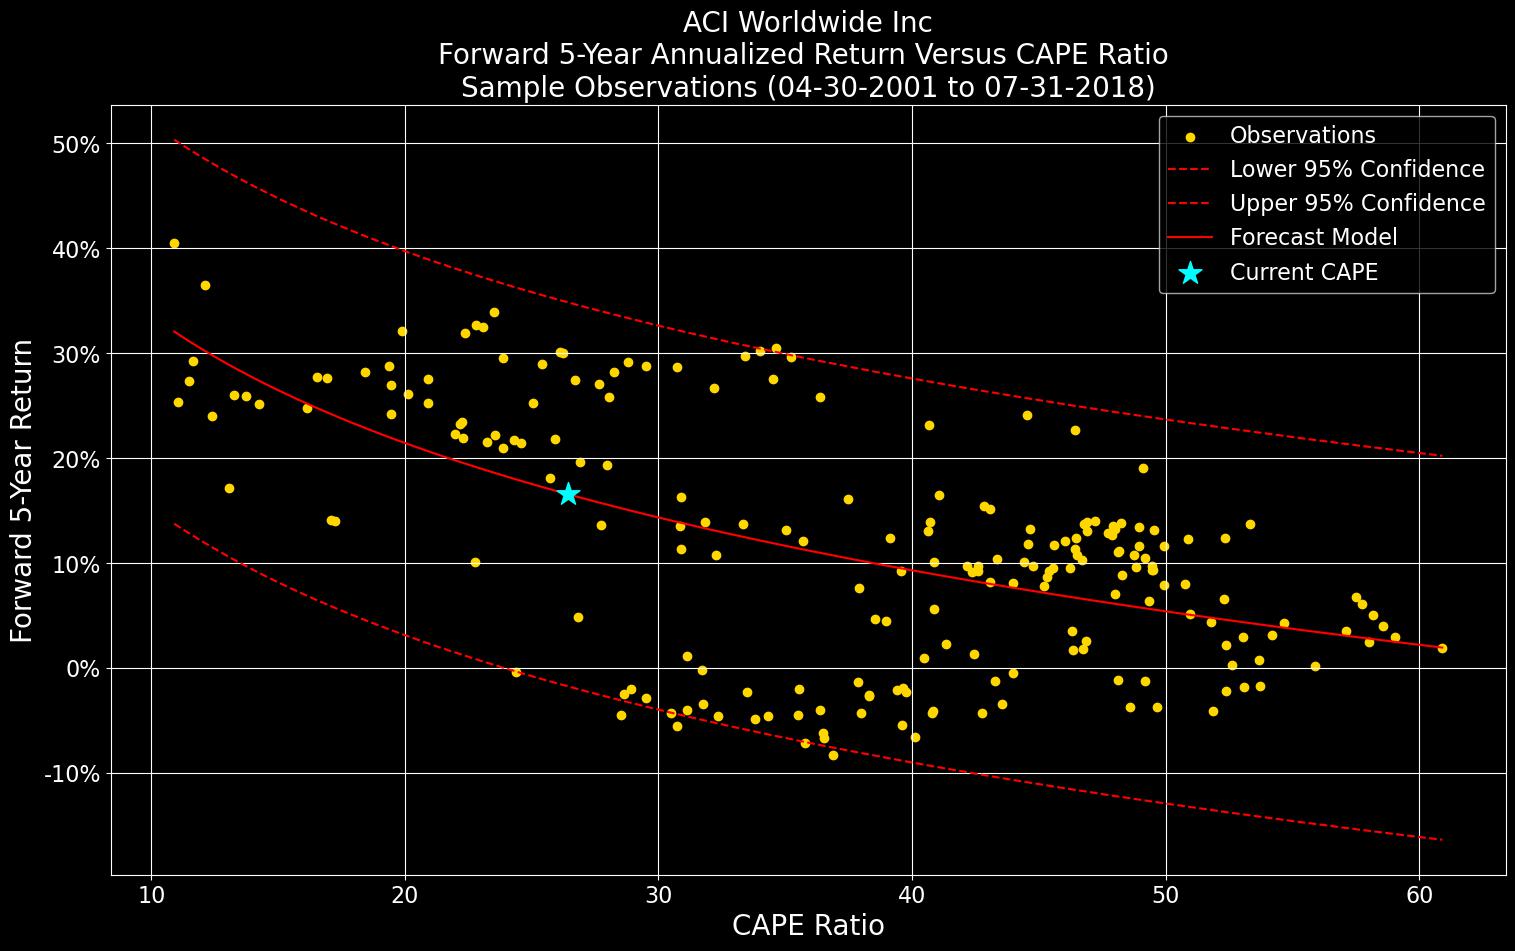 ACI Worldwide Inc
Forward 5-Year Annualized Return Versus CAPE Ratio
Sample Observations (04-30-2001 to 07-31-2018)
Observations
Lower 95% Confidence
Upper 95% Confidence
Forecast Model
Current CAPE
Forward 5-Year Return
50%
40%
30%
20%
10%
0%
-10%
10 20 30 40 50 60
CAPE Ratio